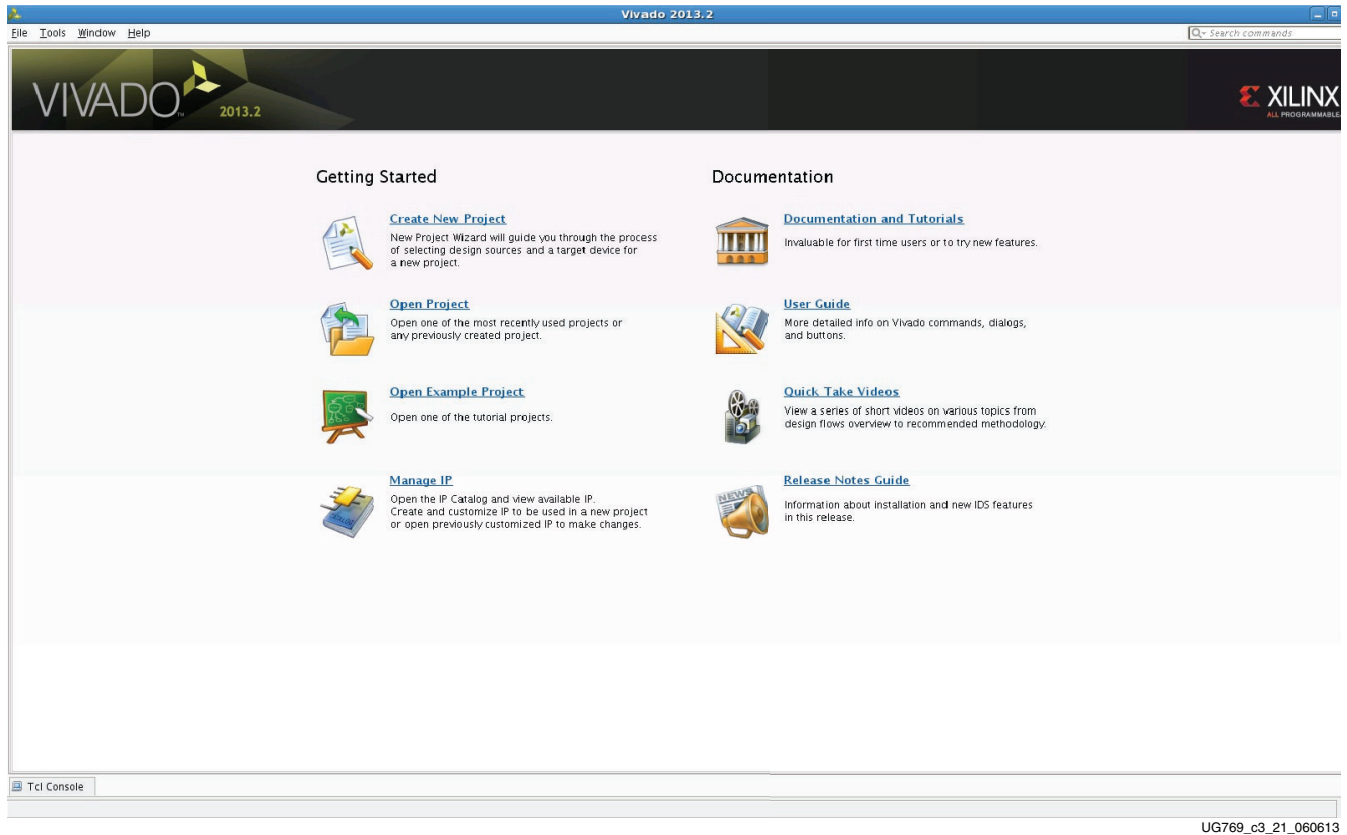 Vivado 2013.2
File Tools Window Help
Search commands
VIVADO™ 2013.2
XILINX
ALL PROGRAMMABLE
Getting Started
Create New Project
New Project Wizard will guide you through the process
of selecting design sources and a target device for
a new project.
Open Project
Open one of the most recently used projects or
any previously created project.
Open Example Project
Open one of the tutorial projects.
Manage IP
Open the IP Catalog and view available IP.
Create and customize IP to be used in a new project
or open previously customized IP to make changes.
Documentation
Documentation and Tutorials
Invaluable for first time users or to try new features.
User Guide
More detailed info on Vivado commands, dialogs,
and buttons.
Quick Take Videos
View a series of short videos on various topics from
design flows overview to recommended methodology.
NEWS
Release Notes Guide
Information about installation and new IDS features
in this release.
Tcl Console
UG769_c3_21_060613